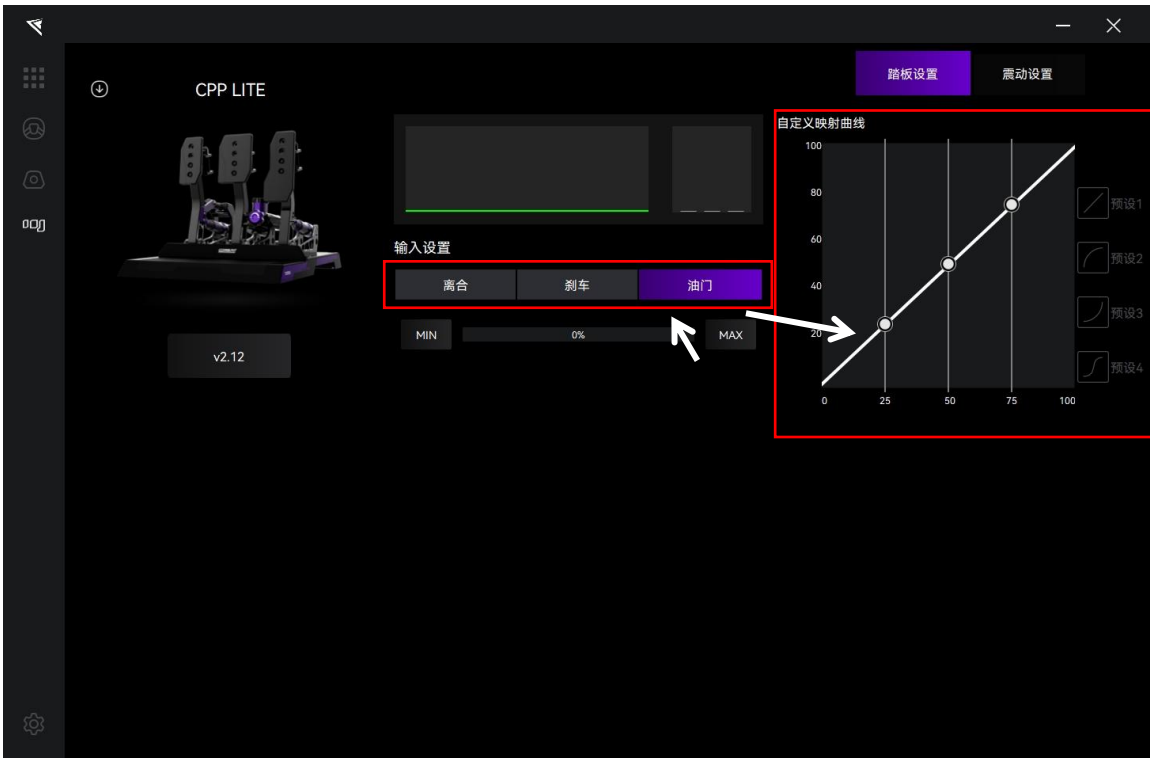 踏板设置
震动设置
CPP LITE
自定义映射曲线
100
80
60
40
20
0
25
50
75
100
预设1
预设2
预设3
预设4
输入设置
离合
刹车
油门
MIN
0%
MAX
v2.12